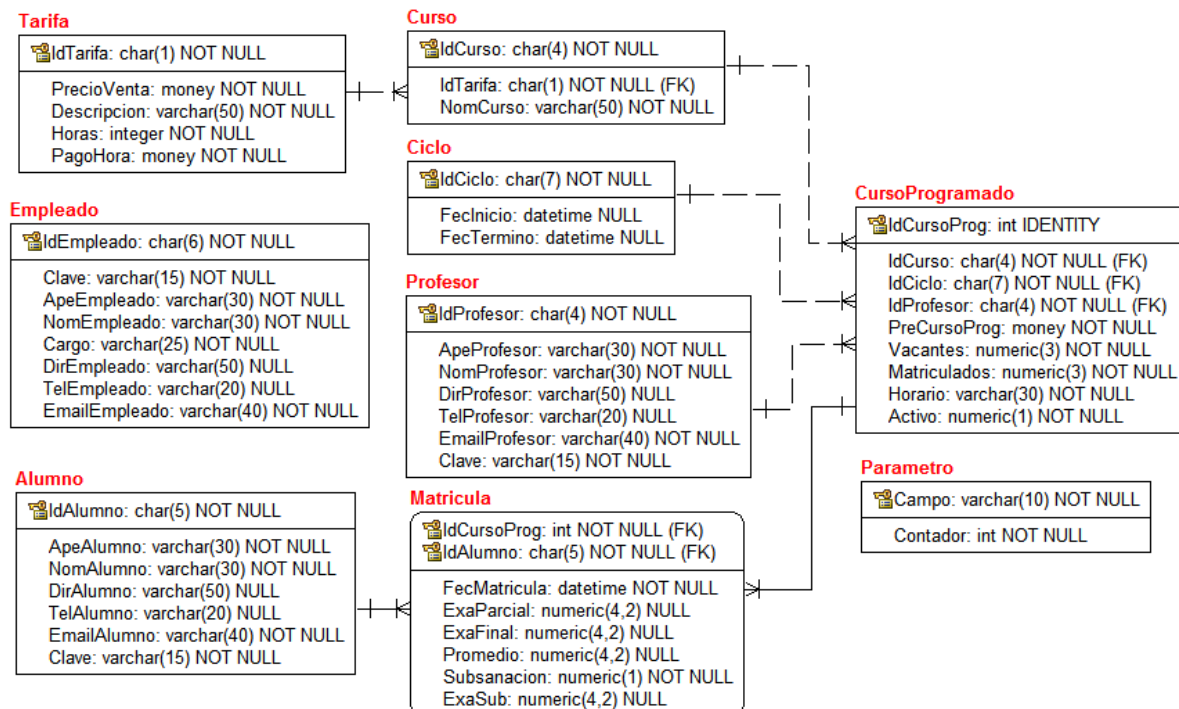 Tarifa
IdTarifa: char(1) NOT NULL
PrecioVenta: money NOT NULL
Descripcion: varchar(50) NOT NULL
Horas: integer NOT NULL
PagoHora: money NOT NULL
Curso
IdCurso: char(4) NOT NULL
IdTarifa: char(1) NOT NULL (FK)
NomCurso: varchar(50) NOT NULL
Ciclo
IdCiclo: char(7) NOT NULL
FecInicio: datetime NULL
FecTermino: datetime NULL
CursoProgramado
IdCursoProg: int IDENTITY
IdCurso: char(4) NOT NULL (FK)
IdCiclo: char(7) NOT NULL (FK)
IdProfesor: char(4) NOT NULL (FK)
PreCursoProg: money NOT NULL
Vacantes: numeric(3) NOT NULL
Matriculados: numeric(3) NOT NULL
Horario: varchar(30) NOT NULL
Activo: numeric(1) NOT NULL
Empleado
IdEmpleado: char(6) NOT NULL
Clave: varchar(15) NOT NULL
ApeEmpleado: varchar(30) NOT NULL
NomEmpleado: varchar(30) NOT NULL
Cargo: varchar(25) NOT NULL
DirEmpleado: varchar(50) NOT NULL
TelEmpleado: varchar(20) NULL
EmailEmpleado: varchar(40) NOT NULL
Profesor
IdProfesor: char(4) NOT NULL
ApeProfesor: varchar(30) NOT NULL
NomProfesor: varchar(30) NOT NULL
DirProfesor: varchar(50) NULL
TelProfesor: varchar(20) NULL
EmailProfesor: varchar(40) NOT NULL
Clave: varchar(15) NOT NULL
Alumno
IdAlumno: char(5) NOT NULL
ApeAlumno: varchar(30) NOT NULL
NomAlumno: varchar(30) NOT NULL
DirAlumno: varchar(50) NULL
TelAlumno: varchar(20) NULL
EmailAlumno: varchar(40) NOT NULL
Clave: varchar(15) NOT NULL
Matricula
IdCursoProg: int NOT NULL (FK)
IdAlumno: char(5) NOT NULL (FK)
FecMatricula: datetime NOT NULL
ExaParcial: numeric(4,2) NULL
ExaFinal: numeric(4,2) NULL
Promedio: numeric(4,2) NULL
Subsanacion: numeric(1) NOT NULL
ExaSub: numeric(4,2) NULL
Parametro
Campo: varchar(10) NOT NULL
Contador: int NOT NULL